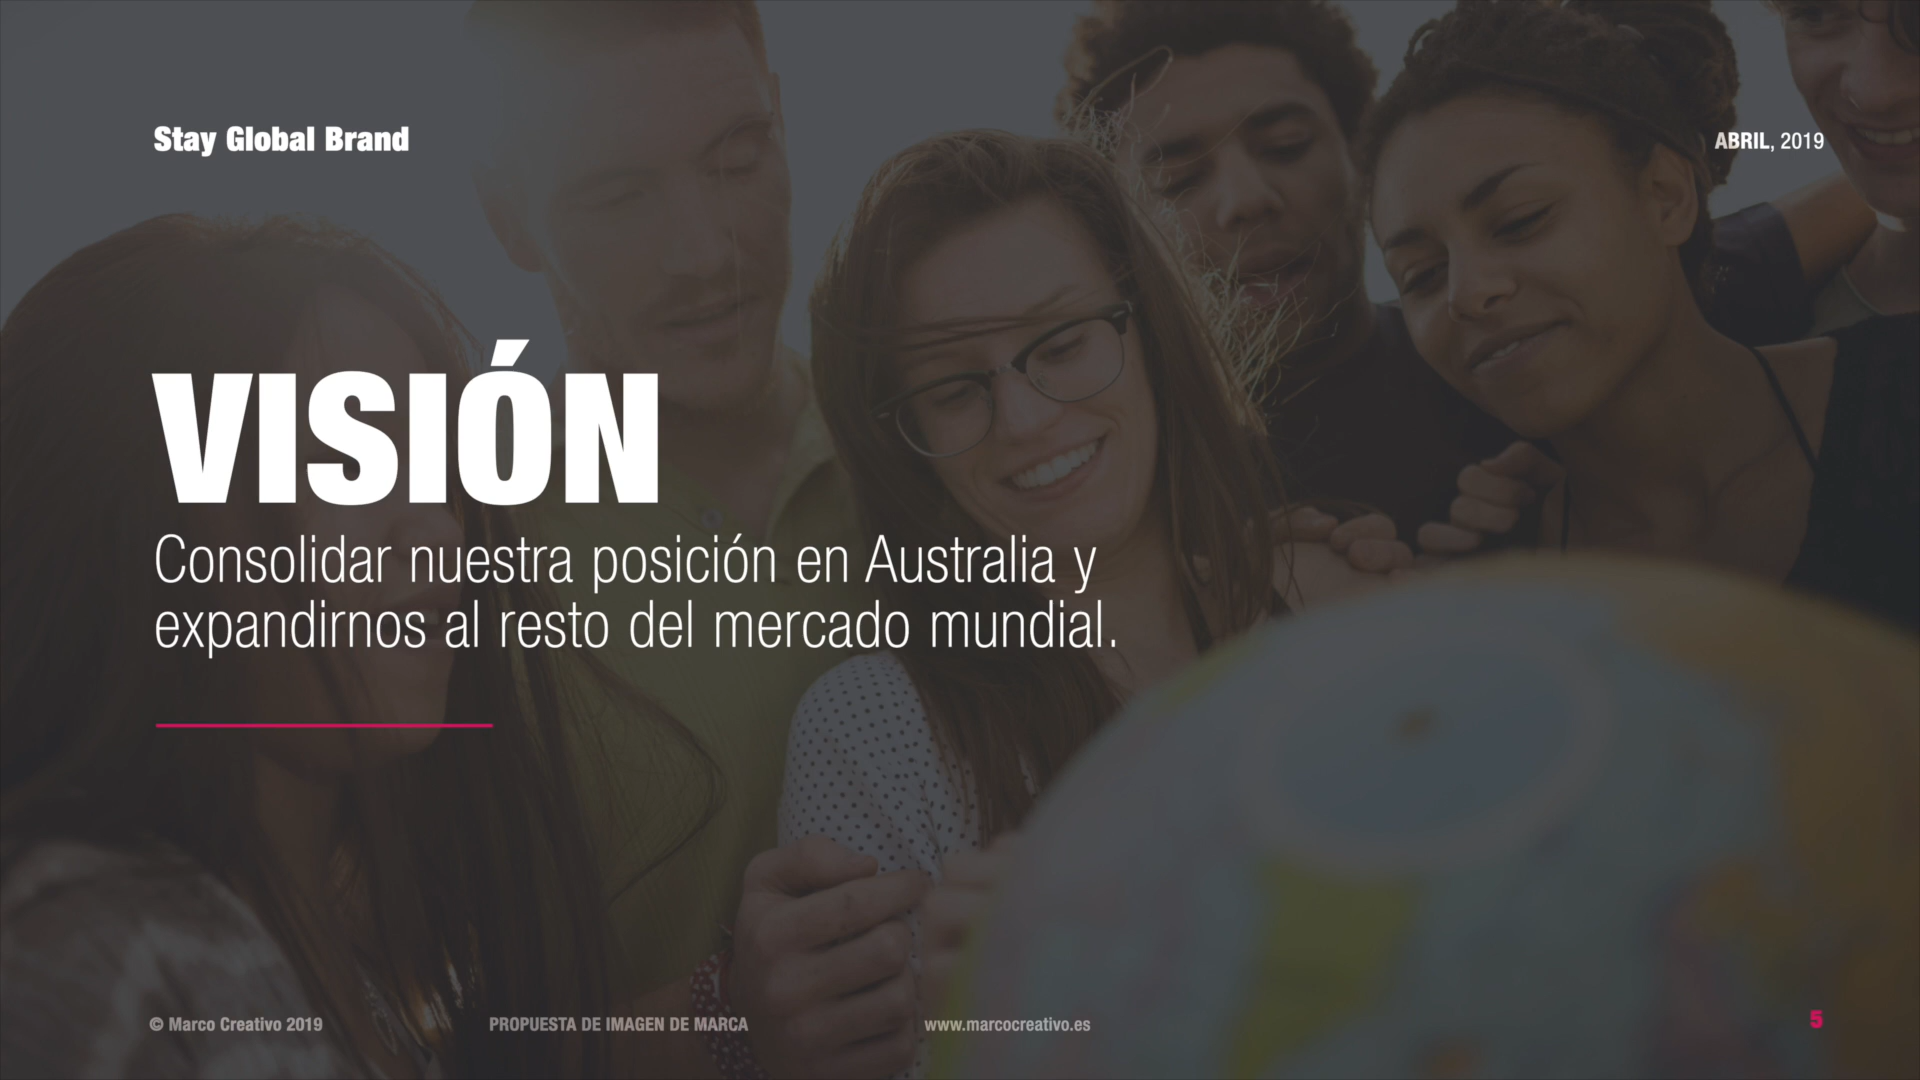 Stay Global Brand
ABRIL, 2019
VISIÓN
Consolidar nuestra posición en Australia y
expandirnos al resto del mercado mundial.
© Marco Creativo 2019
PROPUESTA DE IMAGEN DE MARCA
www.marcocreativo.es
5